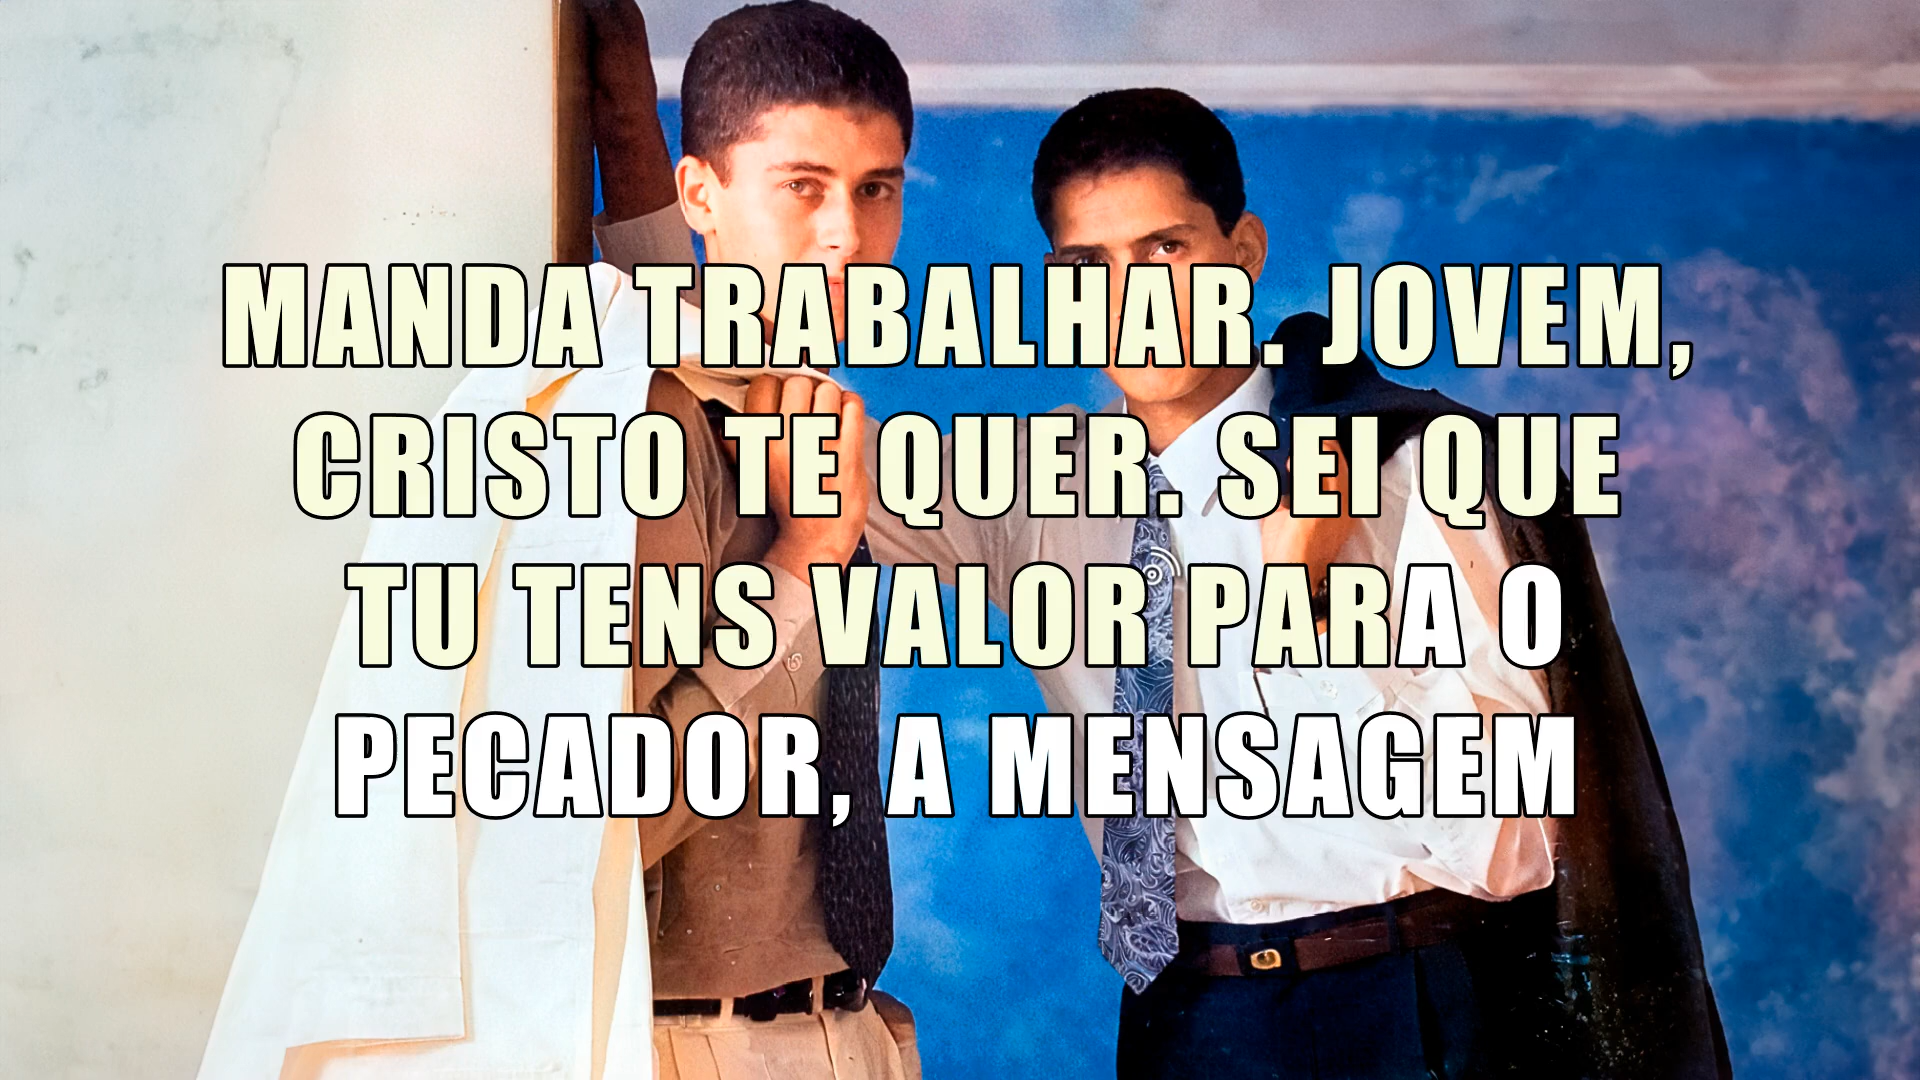 MANDA TRABALHAR. JOVEM,
CRISTO TE QUER. SEI QUE
TU TENS VALOR PARA O
PECADOR, A MENSAGEM